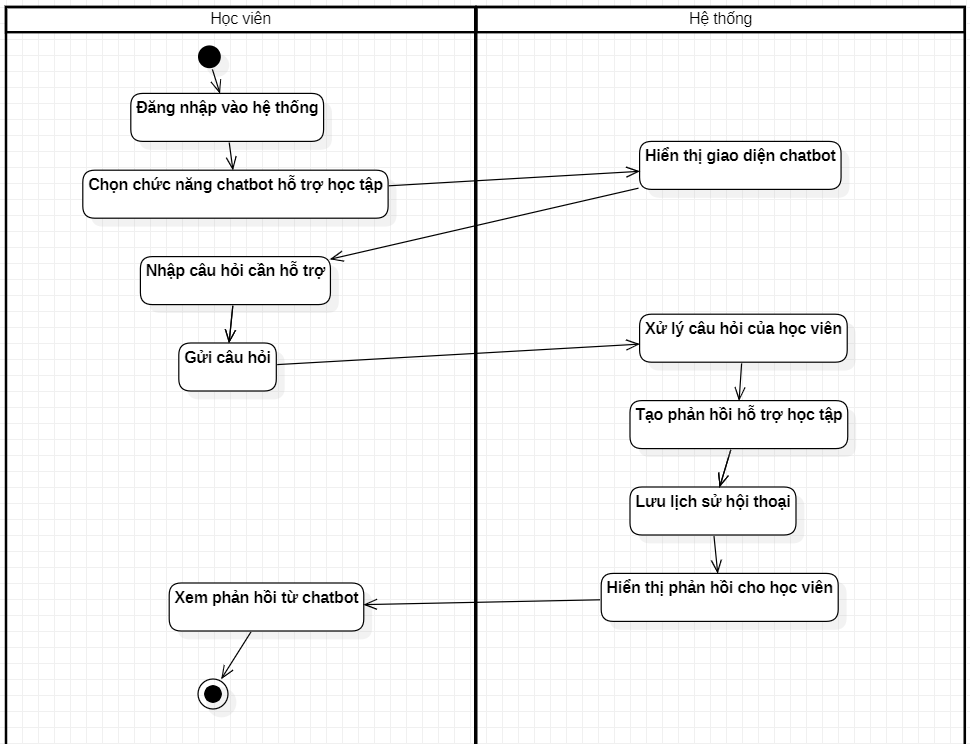 Học viên
Hệ thống
Đăng nhập vào hệ thống
Chọn chức năng chatbot hỗ trợ học tập
Hiển thị giao diện chatbot
Nhập câu hỏi cần hỗ trợ
Gửi câu hỏi
Xử lý câu hỏi của học viên
Tạo phản hồi hỗ trợ học tập
Lưu lịch sử hội thoại
Hiển thị phản hồi cho học viên
Xem phản hồi từ chatbot